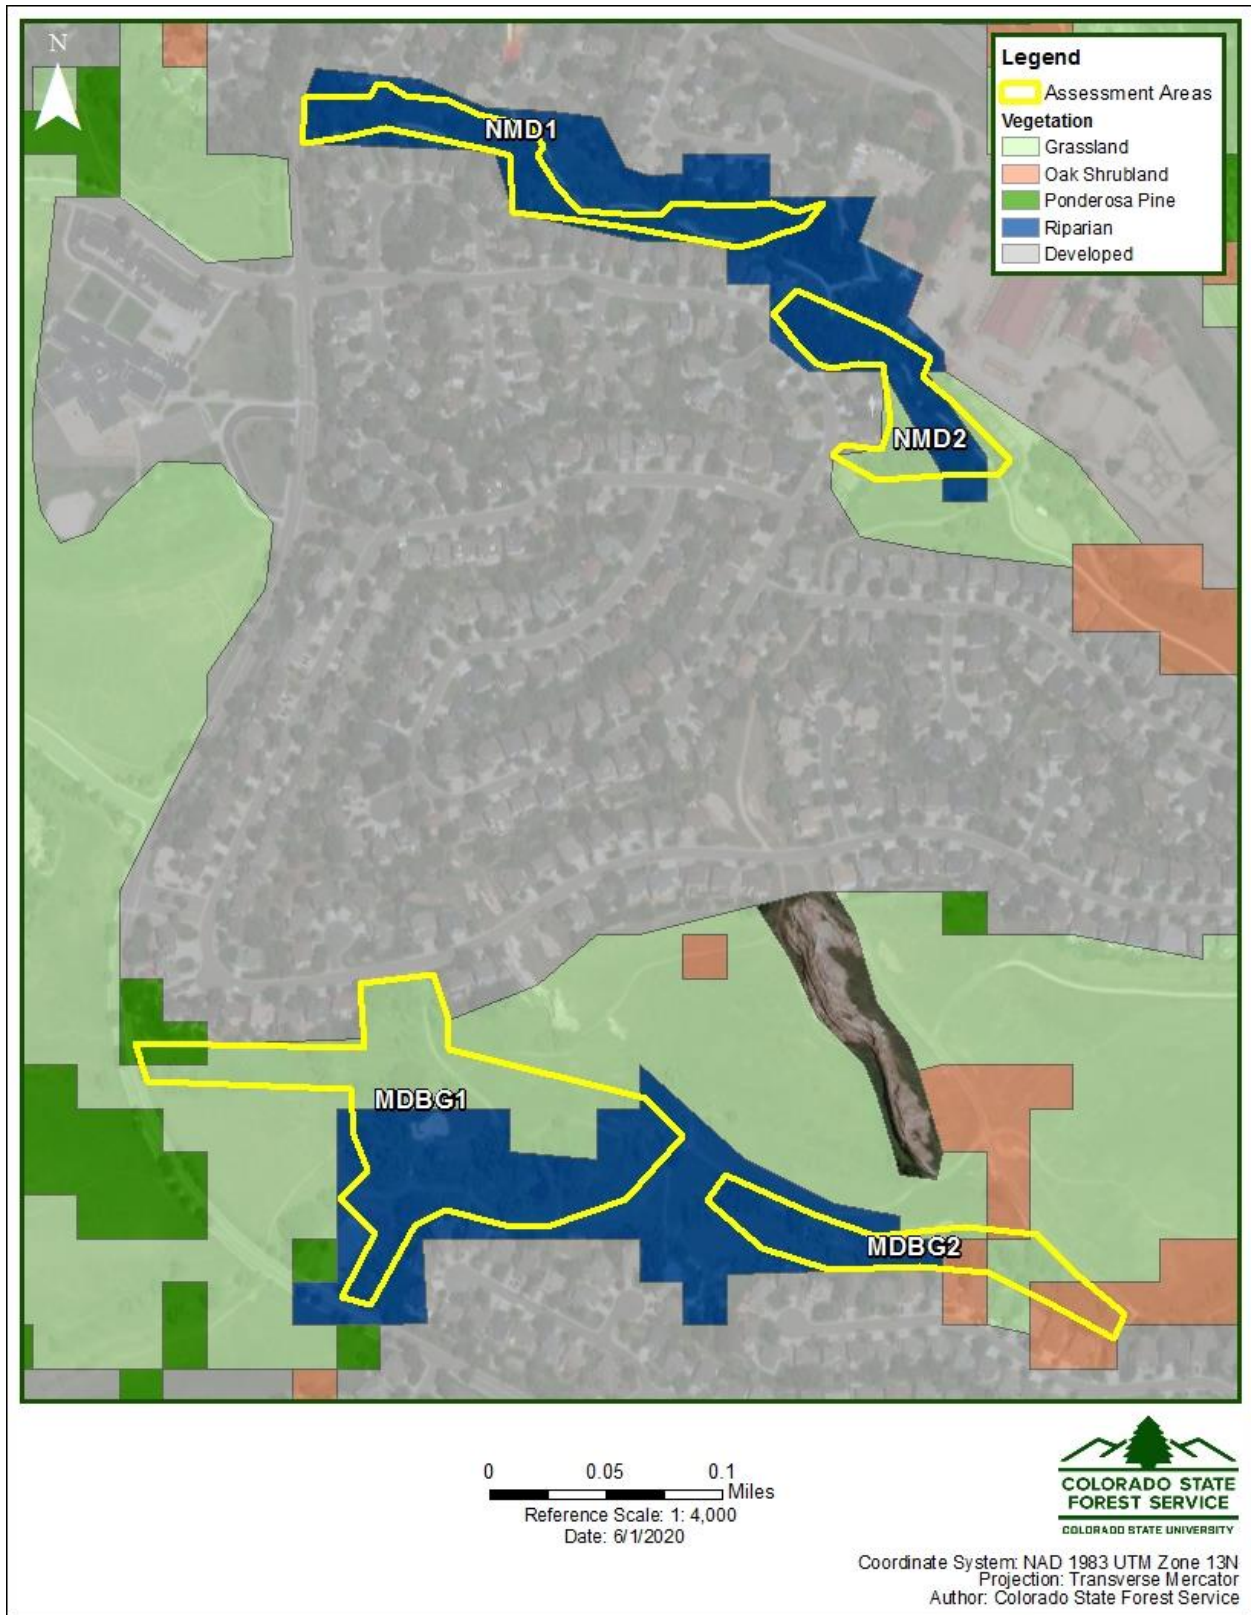 N
Legend
Assessment Areas
Vegetation
Grassland
Oak Shrubland
Ponderosa Pine
Riparian
Developed
NMD1
NMD2
MDBG1
MDBG2
0 0.05 0.1
Miles
Reference Scale: 1: 4,000
Date: 6/1/2020
COLORADO STATE
FOREST SERVICE
COLORADO STATE UNIVERSITY
Coordinate System: NAD 1983 UTM Zone 13N
Projection: Transverse Mercator
Author: Colorado State Forest Service